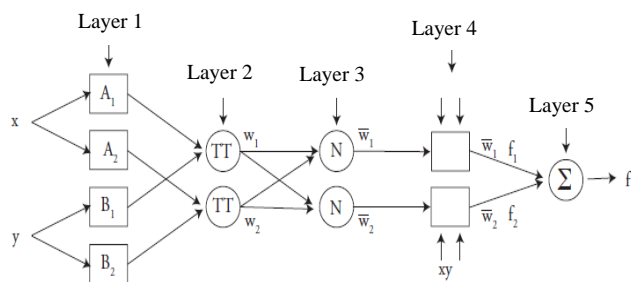 Layer 1
Layer 2
Layer 3
Layer 4
Layer 5
x
y
A₁
A₂
B₁
B₂
TT
TT
w₁
w₂
N
N
w̅₁
w̅₂
w̅₁ f₁
w̅₂ f₂
xy
Σ
f